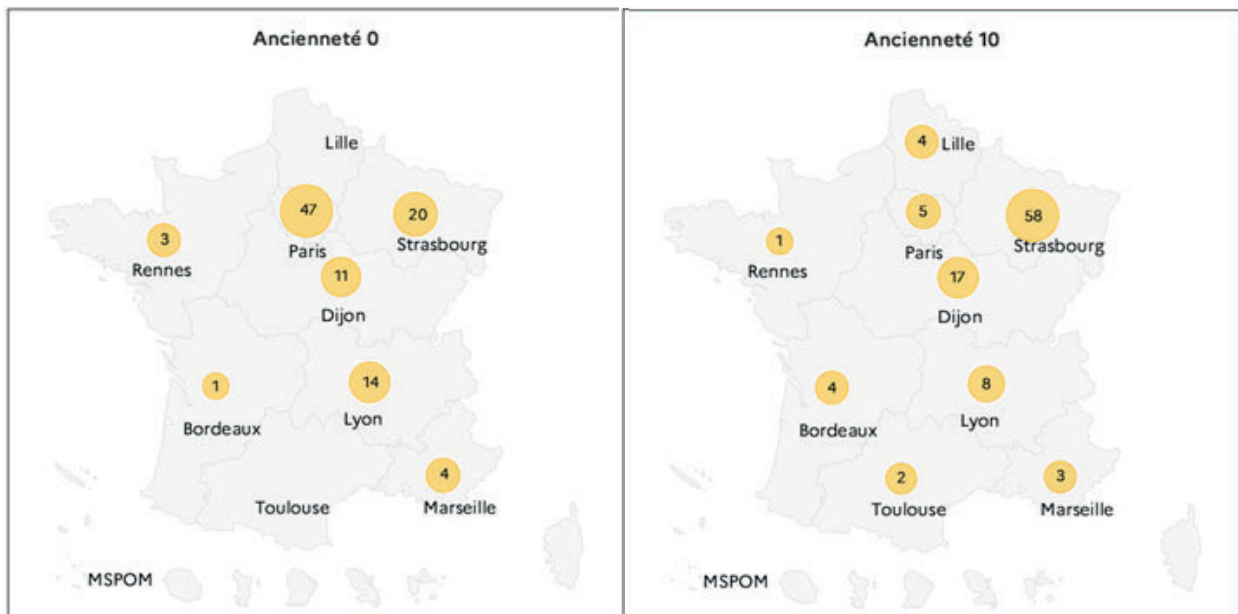 Ancienneté 0
Lille
47
20
3
Paris
Strasbourg
Rennes
11
Dijon
1
14
Bordeaux
Lyon
4
Toulouse
Marseille
MSPOM
Ancienneté 10
4
Lille
5
58
1
Paris
Strasbourg
Rennes
17
Dijon
4
8
Bordeaux
Lyon
2
3
Toulouse
Marseille
MSPOM